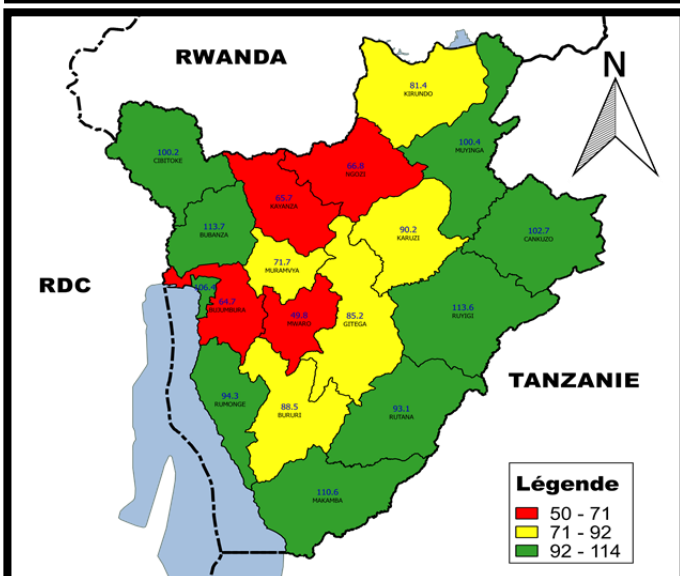 RWANDA
N
81.4
KIRUNDO
100.2
CIBITOKE
66.8
NGOZI
100.4
MUYINGA
65.7
KAYANZA
113.7
BUBANZA
90.2
KARUZI
102.7
CANKUZO
71.7
MURAMVYA
RDC
106.4
64.7
BUJUMBURA
49.8
MWARO
85.2
GITEGA
113.6
RUYIGI
TANZANIE
94.3
RUMONGE
88.5
BURURI
93.1
RUTANA
110.6
MAKAMBA
Légende
50 - 71
71 - 92
92 - 114